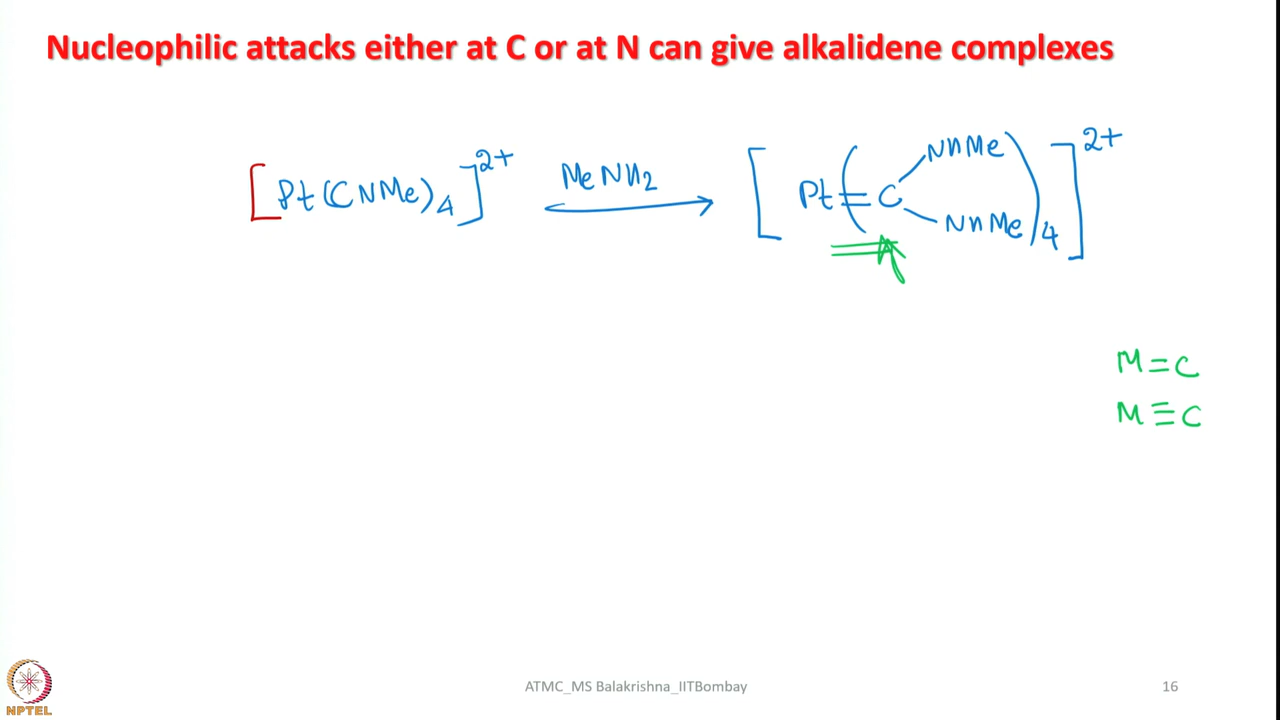 Nucleophilic attacks either at C or at N can give alkalidene complexes
[Pt(CNMe)4]2+ MeNH2 [Pt=(C NHMe NHMe)4]2+
M=C
M≡C
NPTEL
ATMC_MS Balakrishna_IITBombay 16